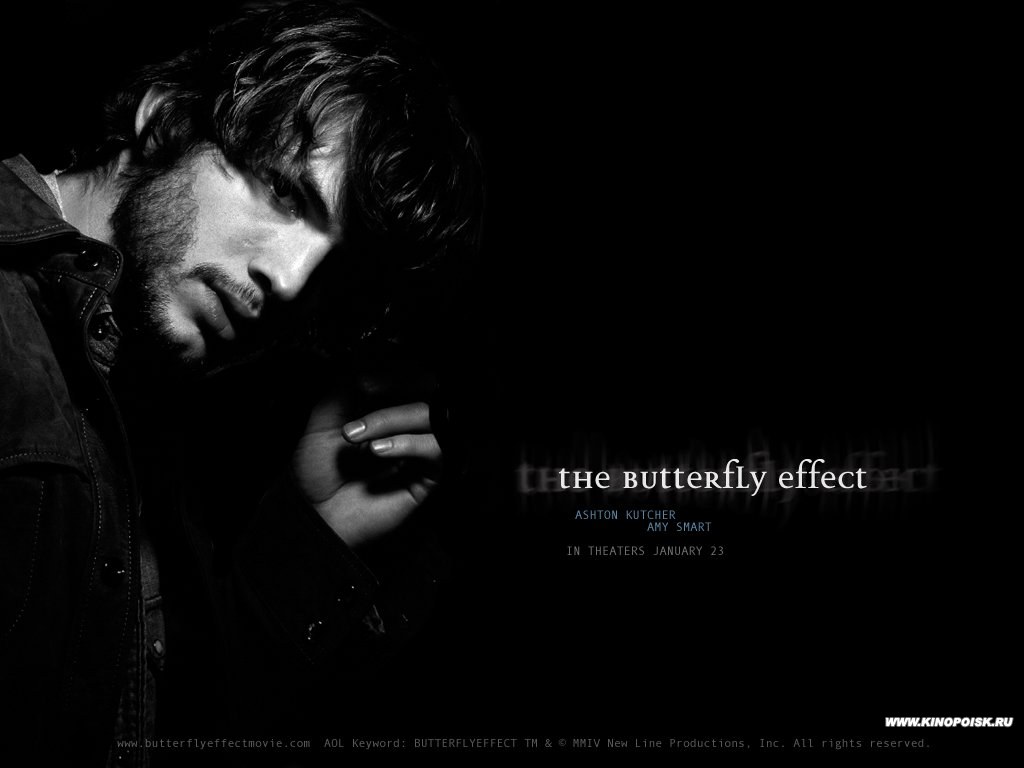 the butterfly effect
ASHTON KUTCHER
AMY SMART
IN THEATERS JANUARY 23
WWW.KINOPOISK.RU
www.butterflyeffectmovie.com AOL Keyword: BUTTERFLYEFFECT TM & © MMIV New Line Productions, Inc. All rights reserved.